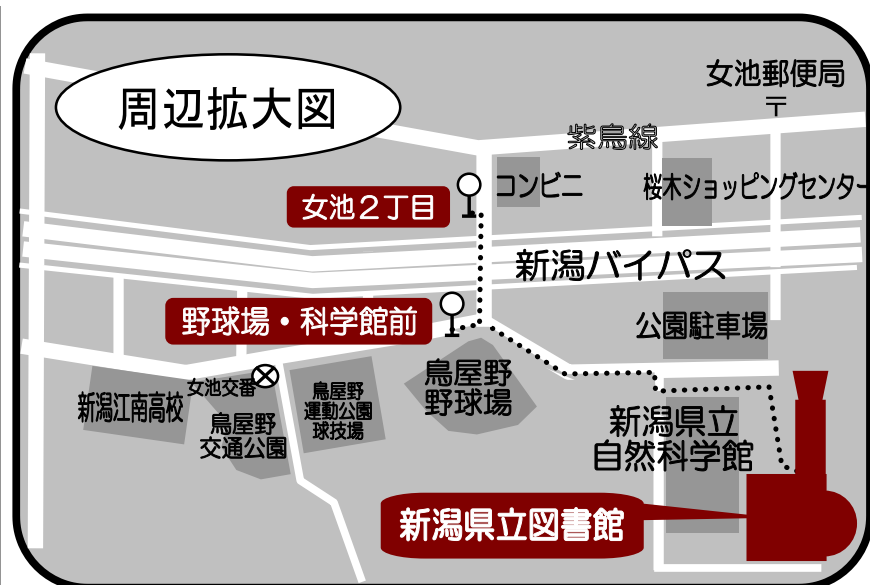 周辺拡大図
女池郵便局
〒
紫鳥線
コンビニ
桜木ショッピングセンター
女池２丁目
新潟バイパス
野球場・科学館前
公園駐車場
女池交番
鳥屋野
野球場
新潟江南高校
鳥屋野
交通公園
鳥屋野
運動公園
球技場
新潟県立
自然科学館
新潟県立図書館